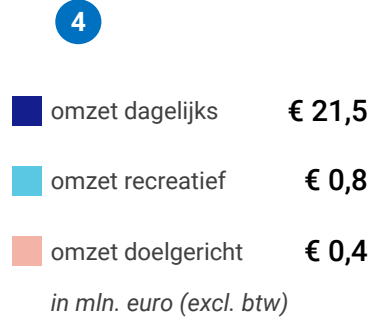 4
omzet dagelijks € 21,5
omzet recreatief € 0,8
omzet doelgericht € 0,4
in mln. euro (excl. btw)